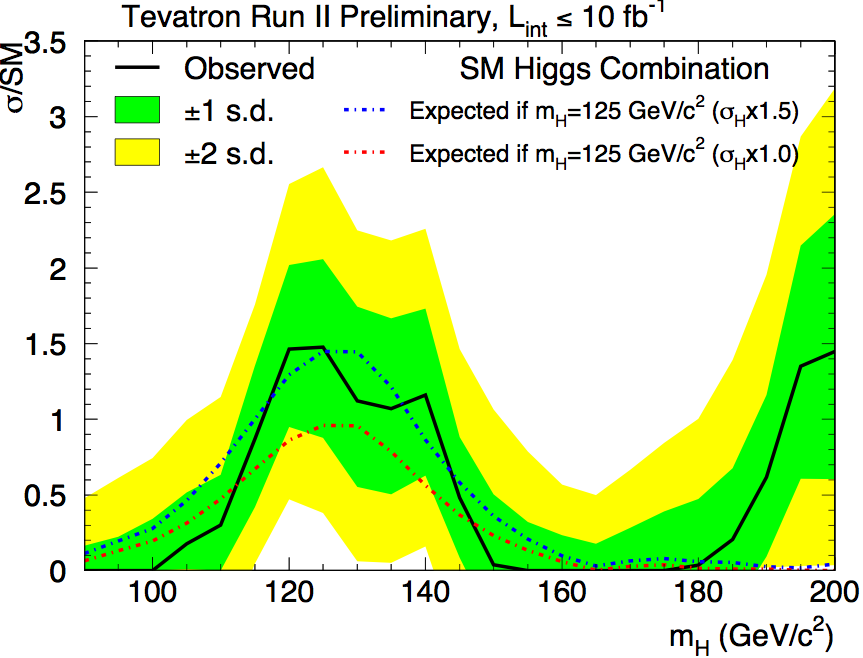 Tevatron Run II Preliminary, L_int ≤ 10 fb⁻¹
σ/SM
3.5
3
2.5
2
1.5
1
0.5
0
Observed
±1 s.d.
±2 s.d.
SM Higgs Combination
Expected if m_H=125 GeV/c² (σ_Hx1.5)
Expected if m_H=125 GeV/c² (σ_Hx1.0)
100 120 140 160 180 200
m_H (GeV/c²)